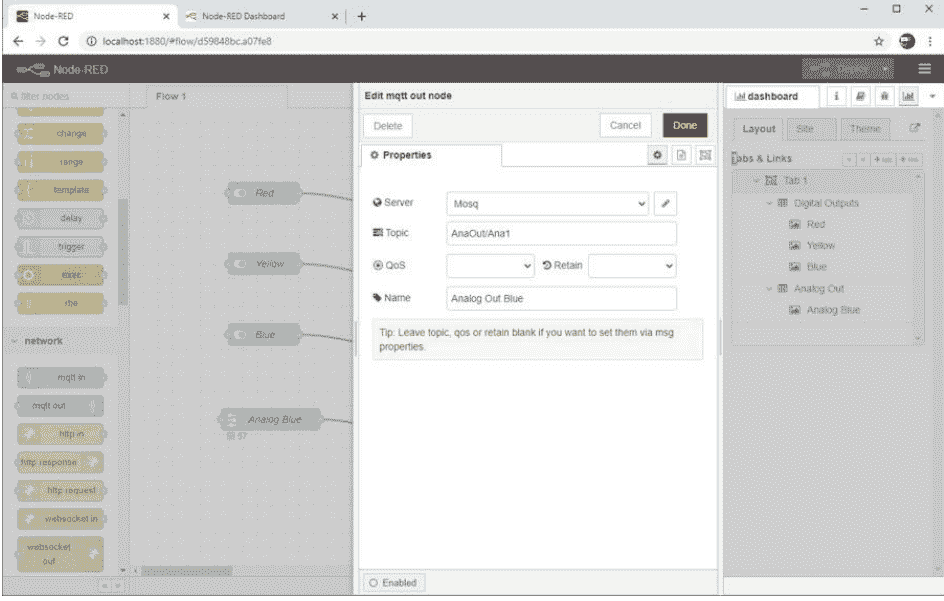 Node-RED
Node-RED Dashboard
localhost:1880/#flow/d59848bc.a07fe8
Node-RED
filter nodes
Flow 1
Edit mqtt out node
dashboard
change
Delete
Cancel
Done
Layout
Site
Theme
range
Properties
Tabs & Links
template
Red
Server
Mosq
Tab 1
delay
Topic
AnaOut/Ana1
Digital Outputs
trigger
Red
Yellow
QoS
Retain
Yellow
exec
Blue
rbe
Name
Analog Out Blue
Analog Out
Blue
Analog Blue
network
Tip: Leave topic, qos or retain blank if you want to set them via msg
properties.
mqtt in
mqtt out
Analog Blue
57
http in
http response
http request
websocket in
websocket
out
Enabled